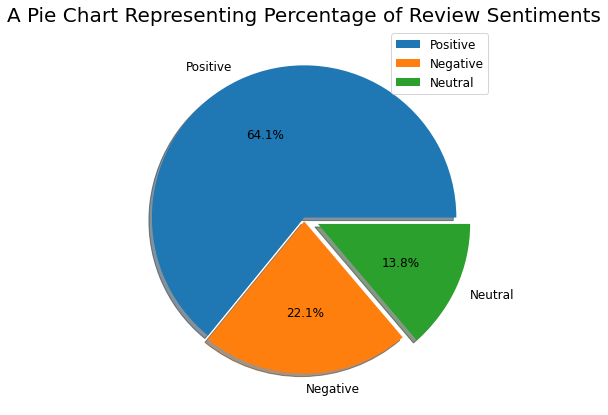 A Pie Chart Representing Percentage of Review Sentiments
Positive
Negative
Neutral
Positive
64.1%
13.8%
Neutral
22.1%
Negative